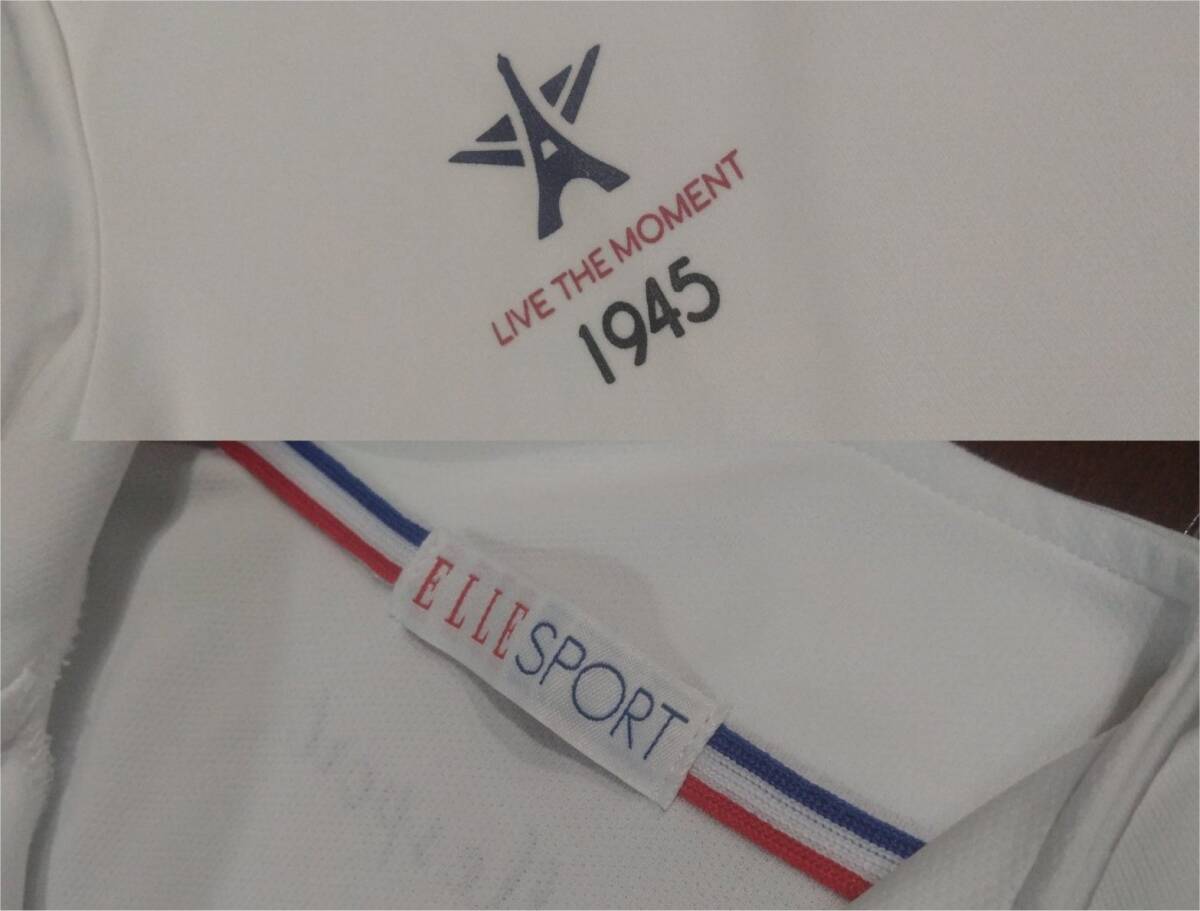 LIVE THE MOMENT
1945
ELLE SPORT